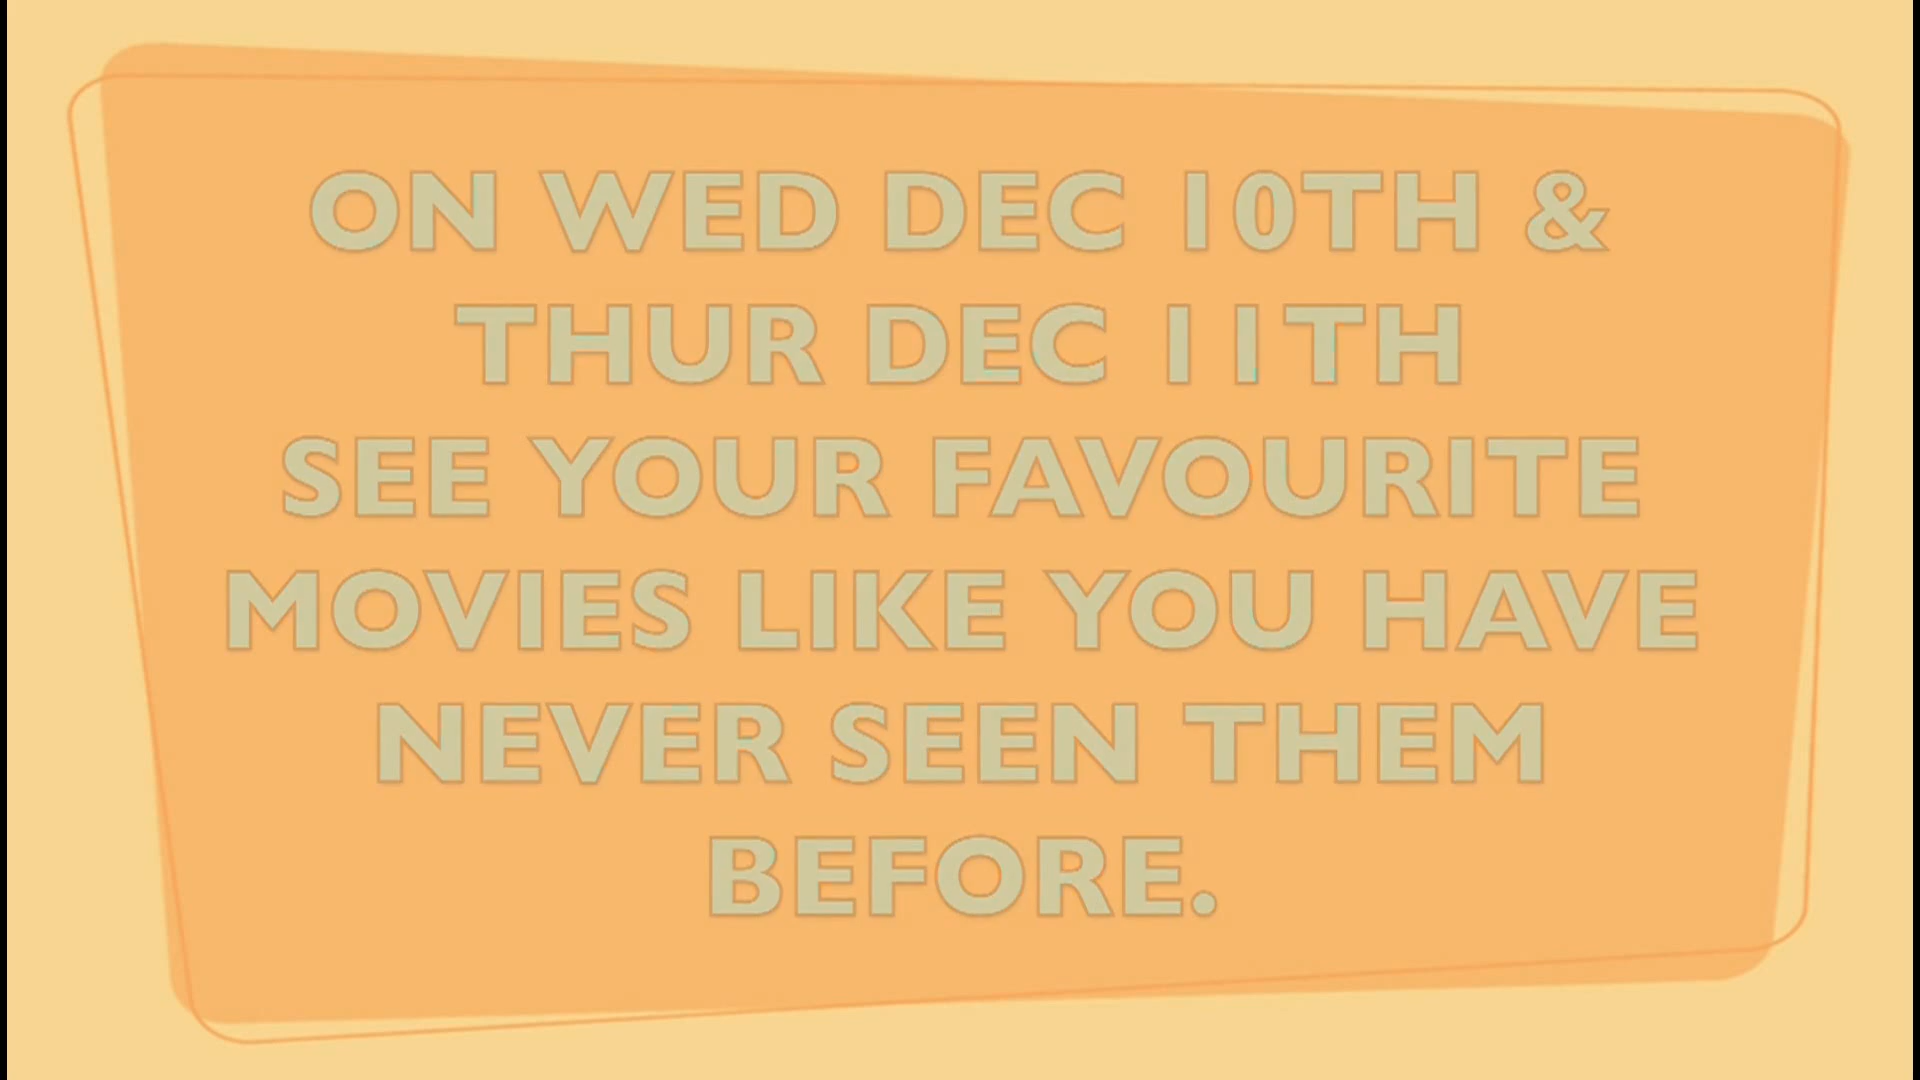 ON WED DEC 10TH &
THUR DEC 11TH
SEE YOUR FAVOURITE
MOVIES LIKE YOU HAVE
NEVER SEEN THEM
BEFORE.